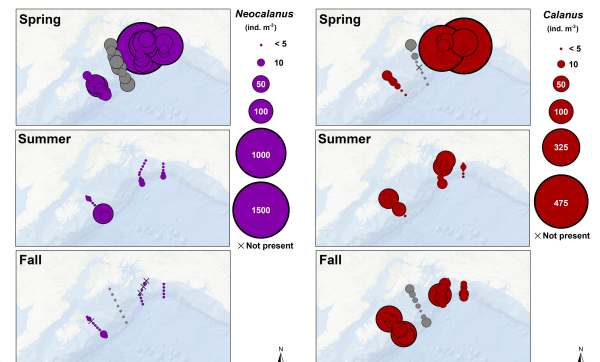 Spring
Neocalanus
(ind. m-3)
< 5
10
50
100
1000
1500
× Not present
Summer
Fall
N
Spring
Calanus
(ind. m-3)
< 5
10
50
100
325
475
× Not present
Summer
Fall
N